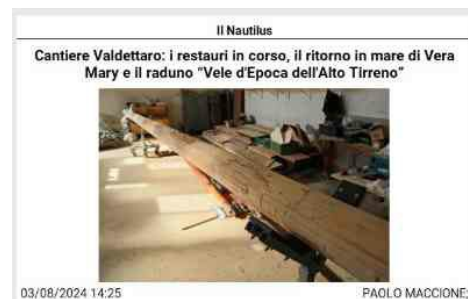 Il Nautilus
Cantiere Valdettaro: i restauri in corso, il ritorno in mare di Vera
Mary e il raduno “Vele d'Epoca dell'Alto Tirreno”
03/08/2024 14:25
PAOLO MACCIONE;